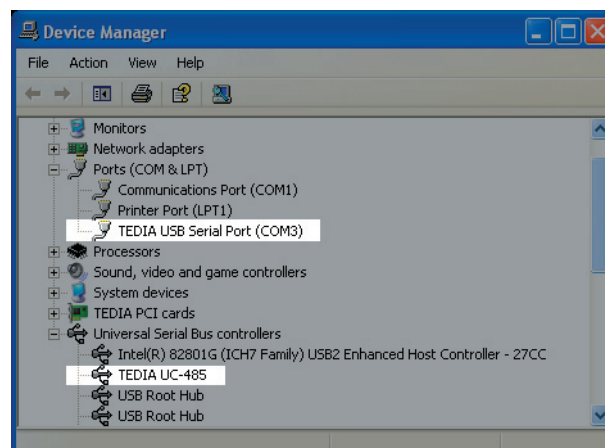 Device Manager
File Action View Help
Monitors
Network adapters
Ports (COM & LPT)
Communications Port (COM1)
Printer Port (LPT1)
TEDIA USB Serial Port (COM3)
Processors
Sound, video and game controllers
System devices
TEDIA PCI cards
Universal Serial Bus controllers
Intel(R) 82801G (ICH7 Family) USB2 Enhanced Host Controller - 27CC
TEDIA UC-485
USB Root Hub
USB Root Hub